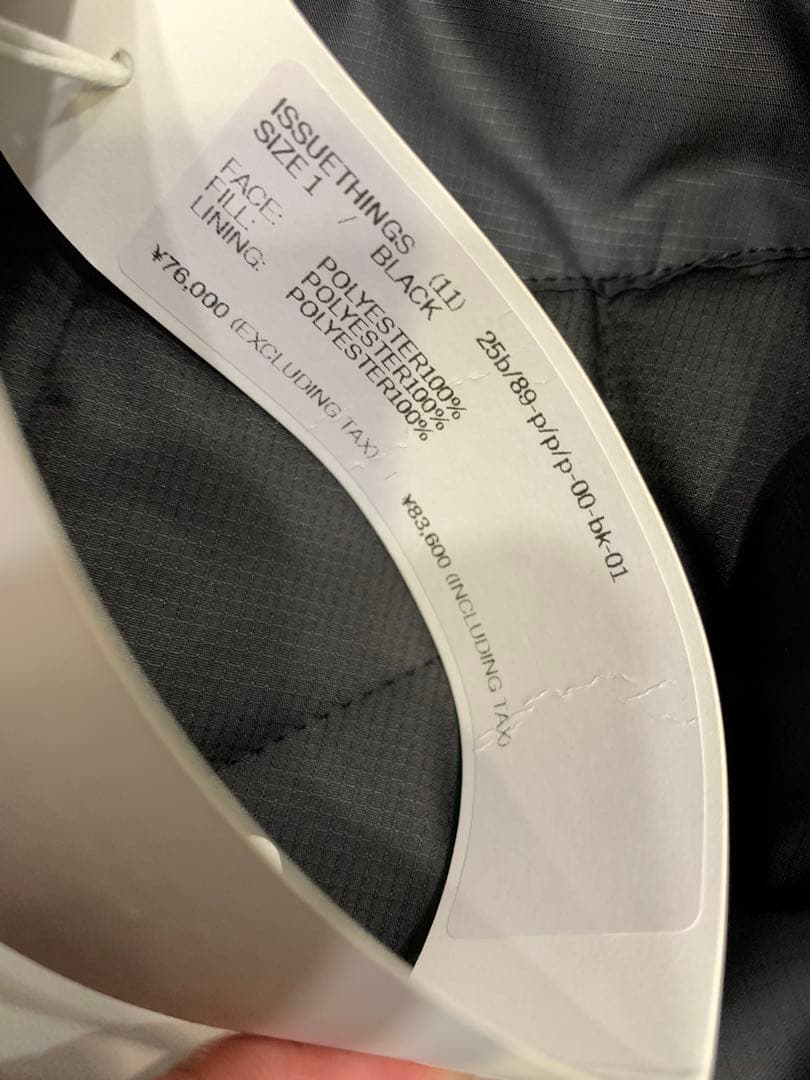 ISSUETHINGS (11) 25b/89-p/p/p-00-bk-01
SIZE 1 / BLACK
FACE: POLYESTER100%
FILL: POLYESTER100%
LINING: POLYESTER100%
¥76,000 (EXCLUDING TAX) / ¥83,600 (INCLUDING TAX)